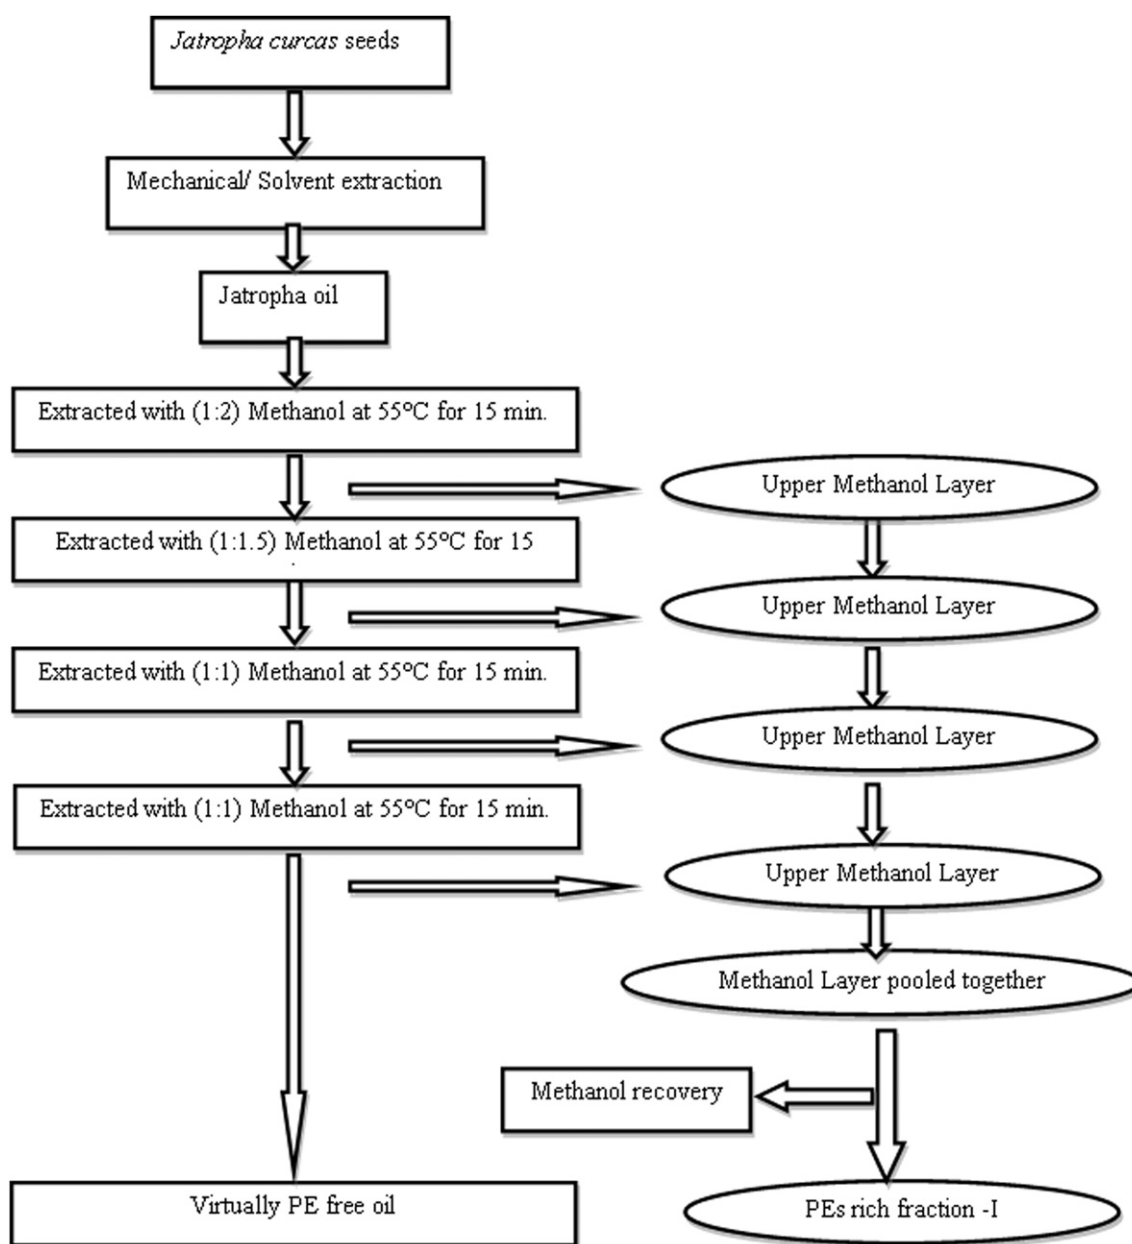 Jatropha curcas seeds
Mechanical/ Solvent extraction
Jatropha oil
Extracted with (1:2) Methanol at 55°C for 15 min.
Upper Methanol Layer
Extracted with (1:1.5) Methanol at 55°C for 15
.
Upper Methanol Layer
Extracted with (1:1) Methanol at 55°C for 15 min.
Upper Methanol Layer
Extracted with (1:1) Methanol at 55°C for 15 min.
Upper Methanol Layer
Methanol Layer pooled together
Methanol recovery
Virtually PE free oil
PEs rich fraction -I